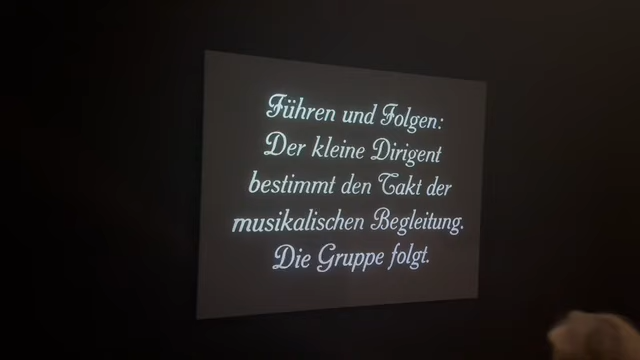 Führen und Folgen:
Der kleine Dirigent
bestimmt den Takt der
musikalischen Begleitung.
Die Gruppe folgt.